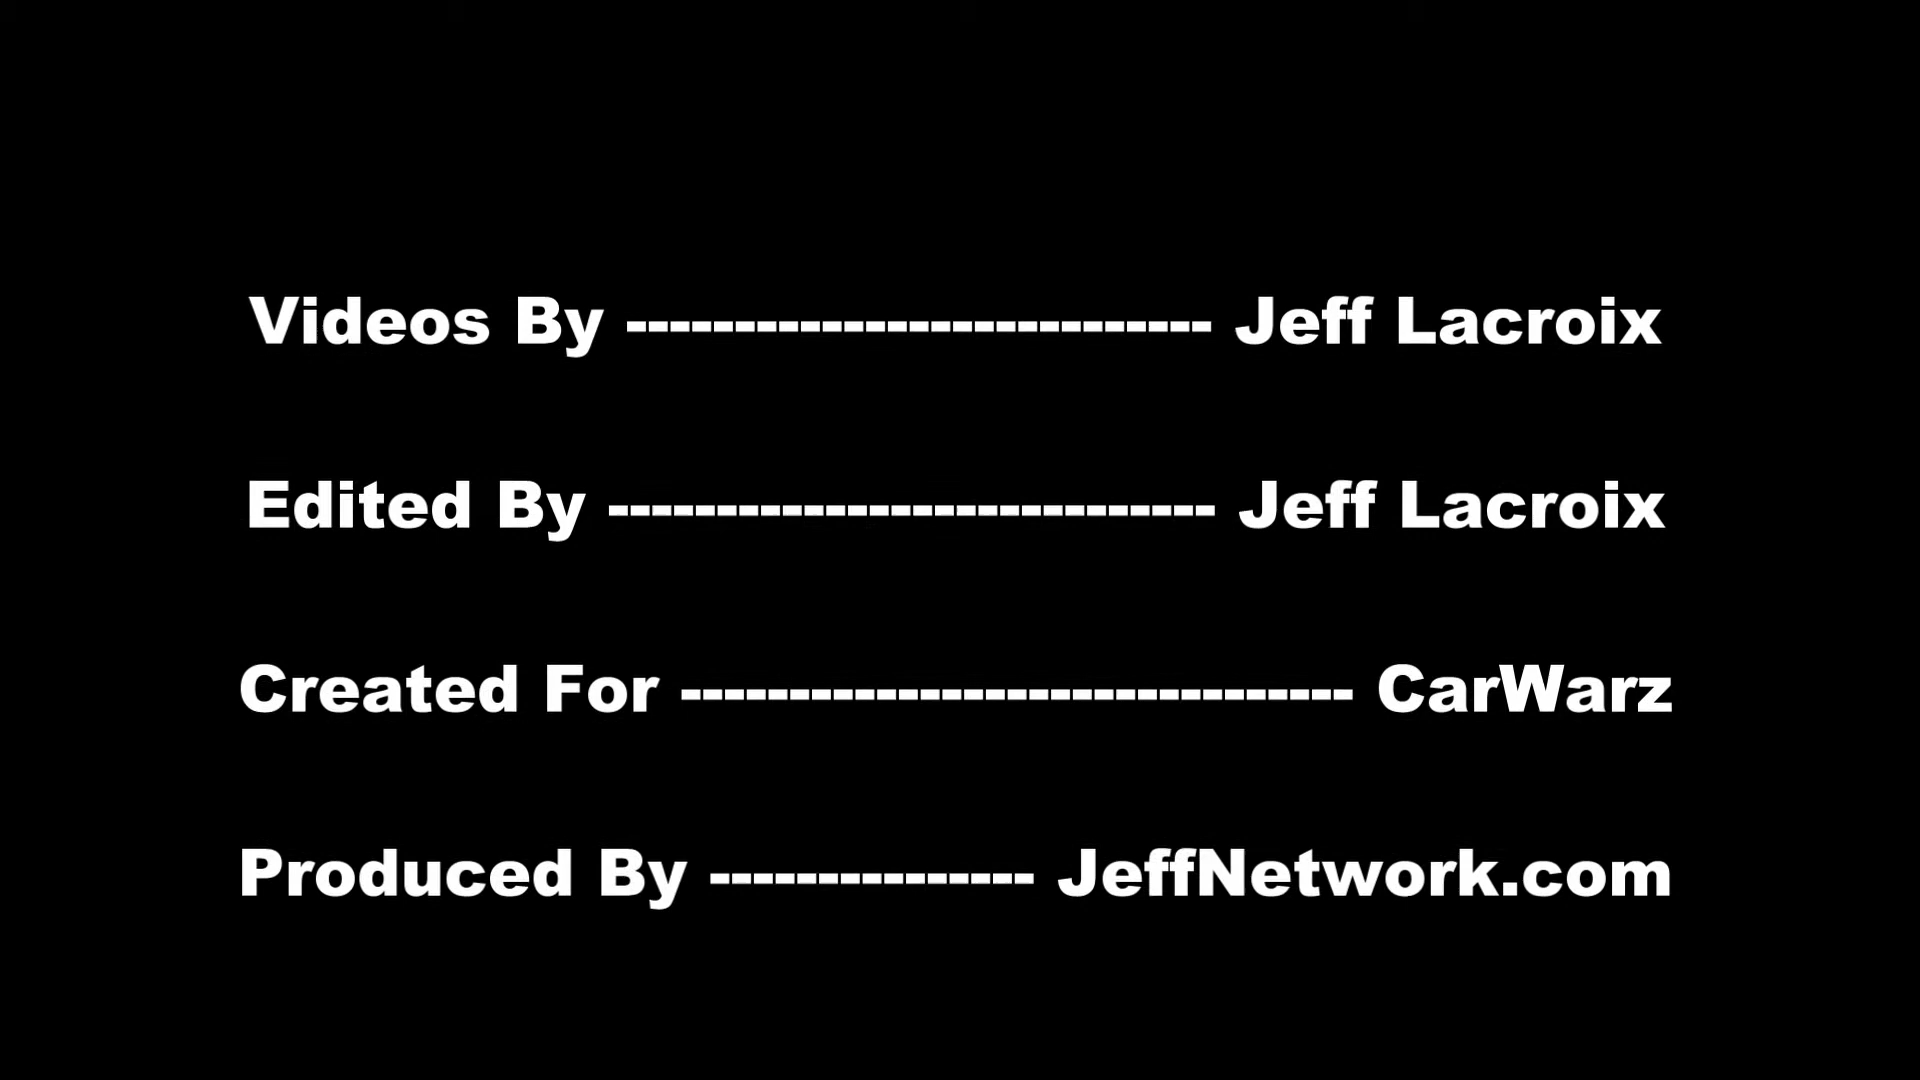 Videos By --------------------------- Jeff Lacroix
Edited By ---------------------------- Jeff Lacroix
Created For ------------------------------- CarWarz
Produced By --------------- JeffNetwork.com